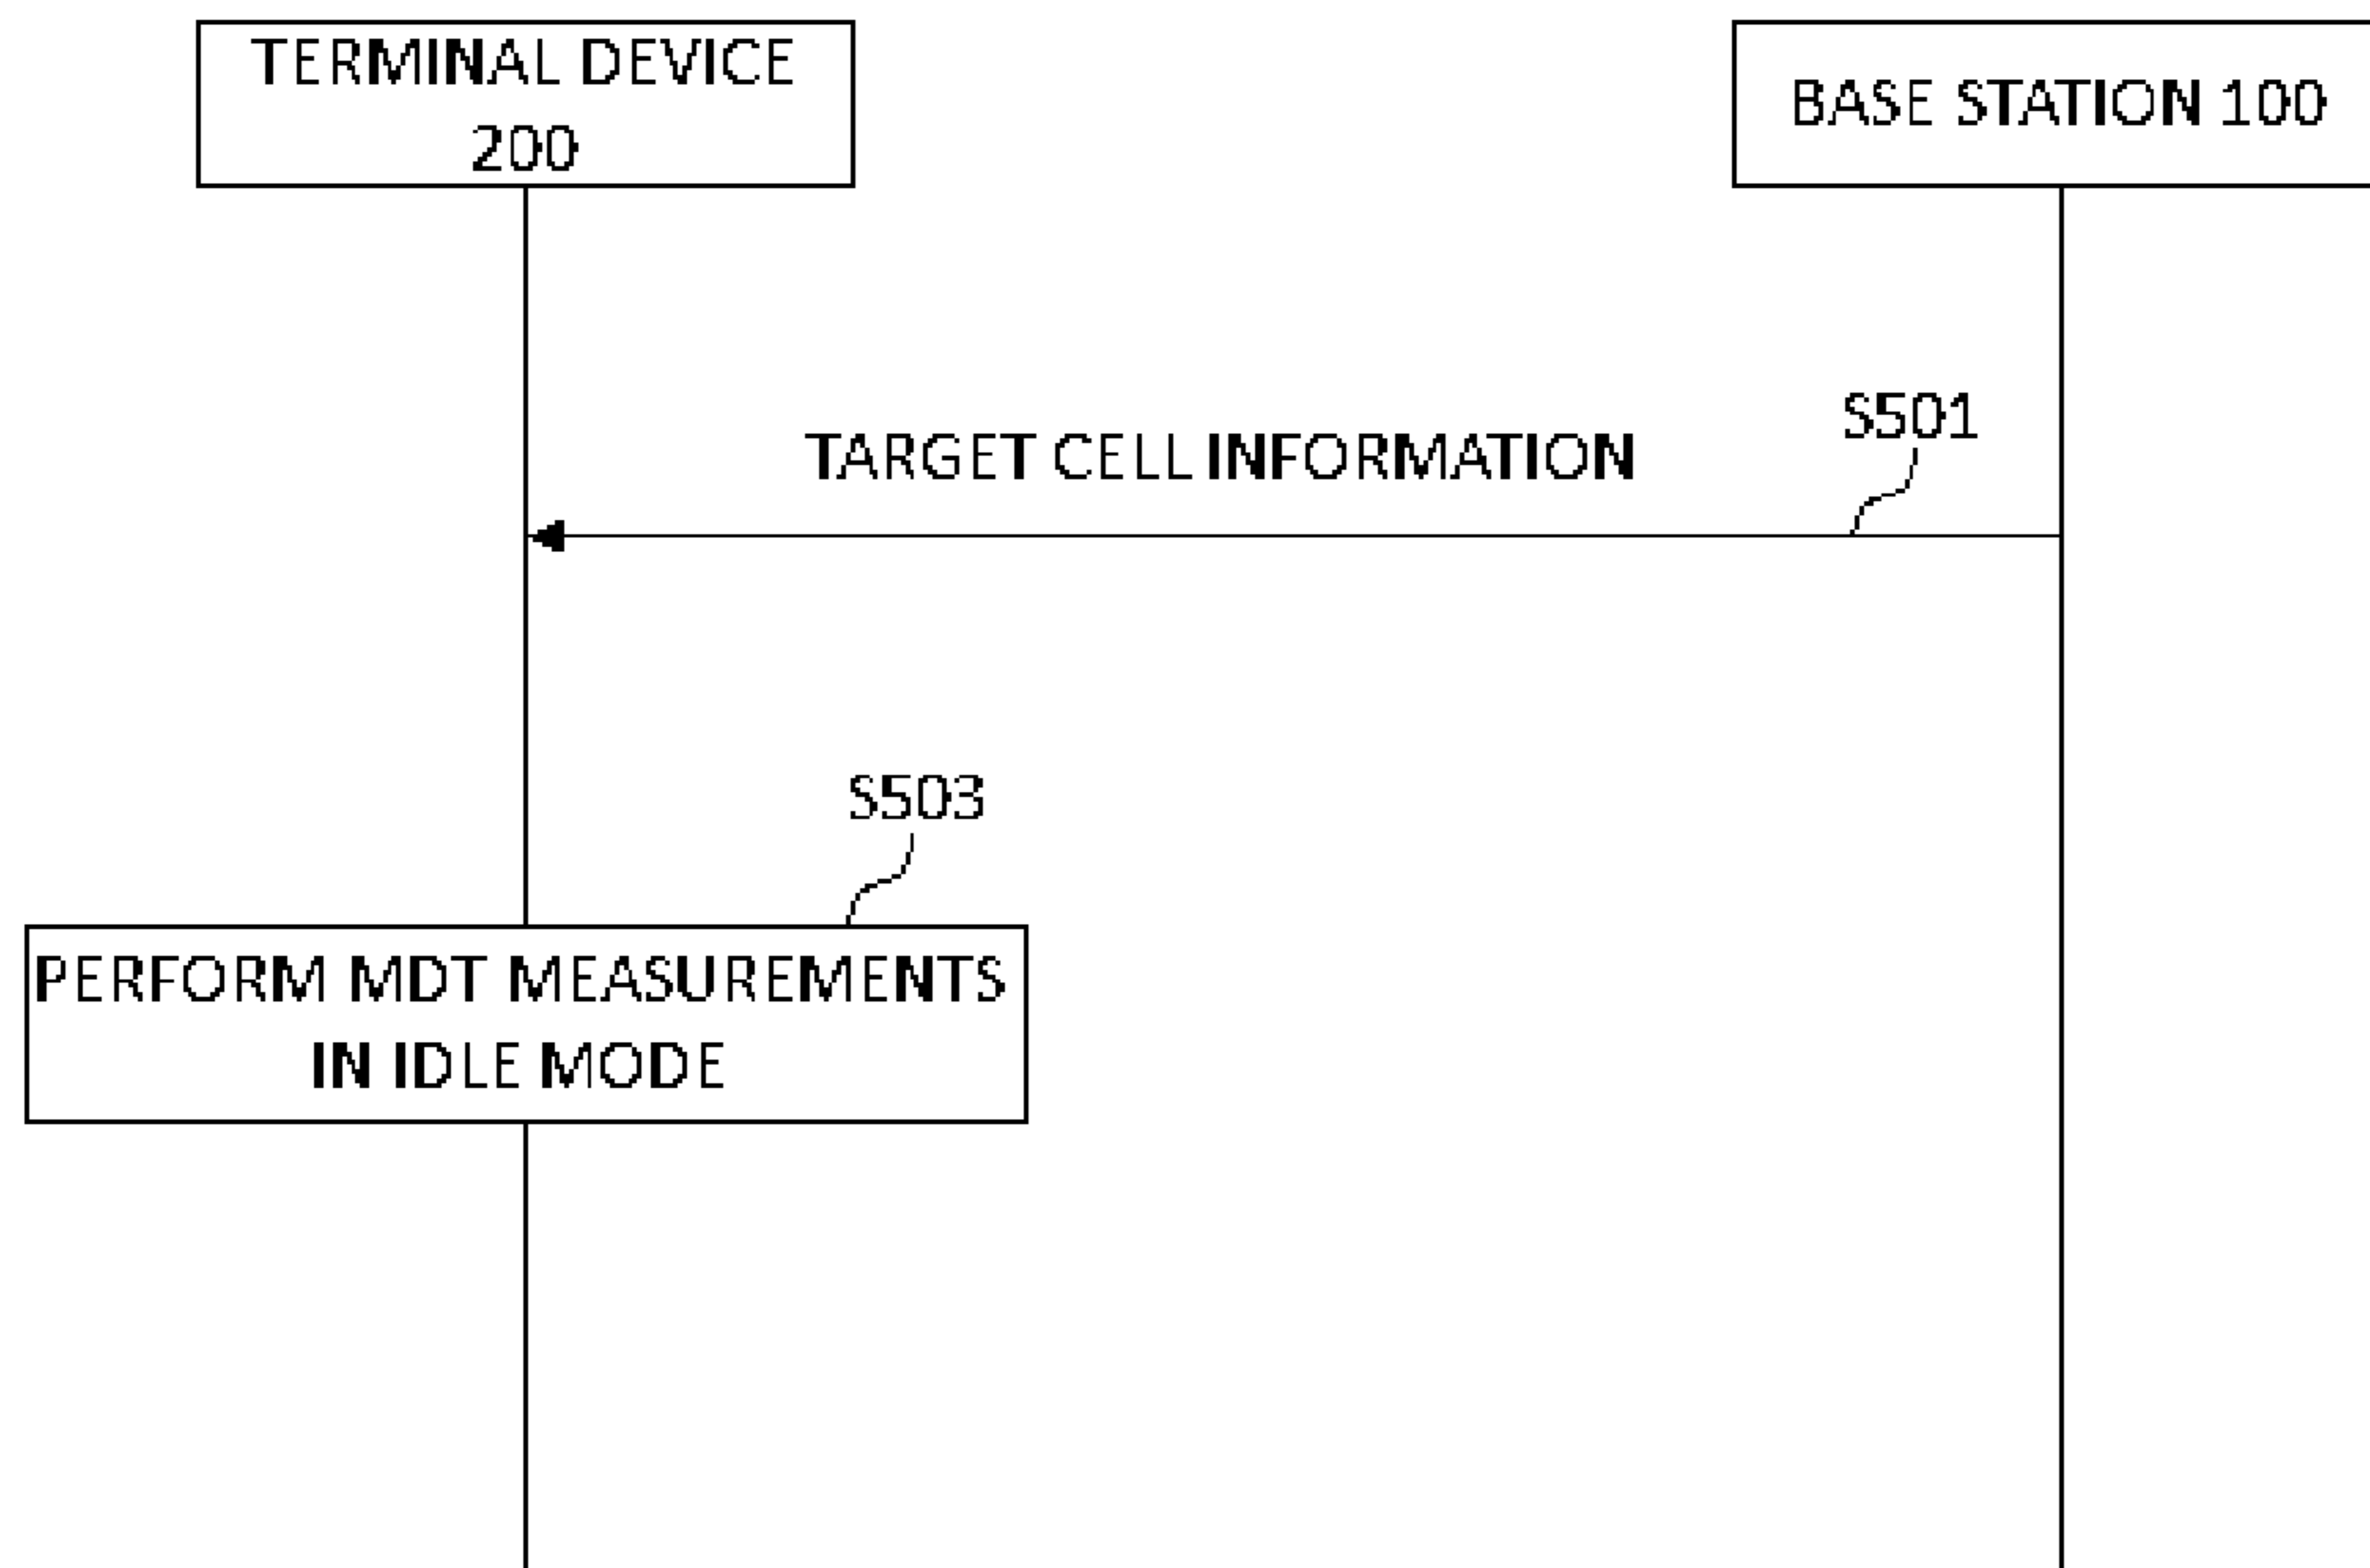 TERMINAL DEVICE
200
BASE STATION 100
S501
TARGET CELL INFORMATION
S503
PERFORM MDT MEASUREMENTS
IN IDLE MODE